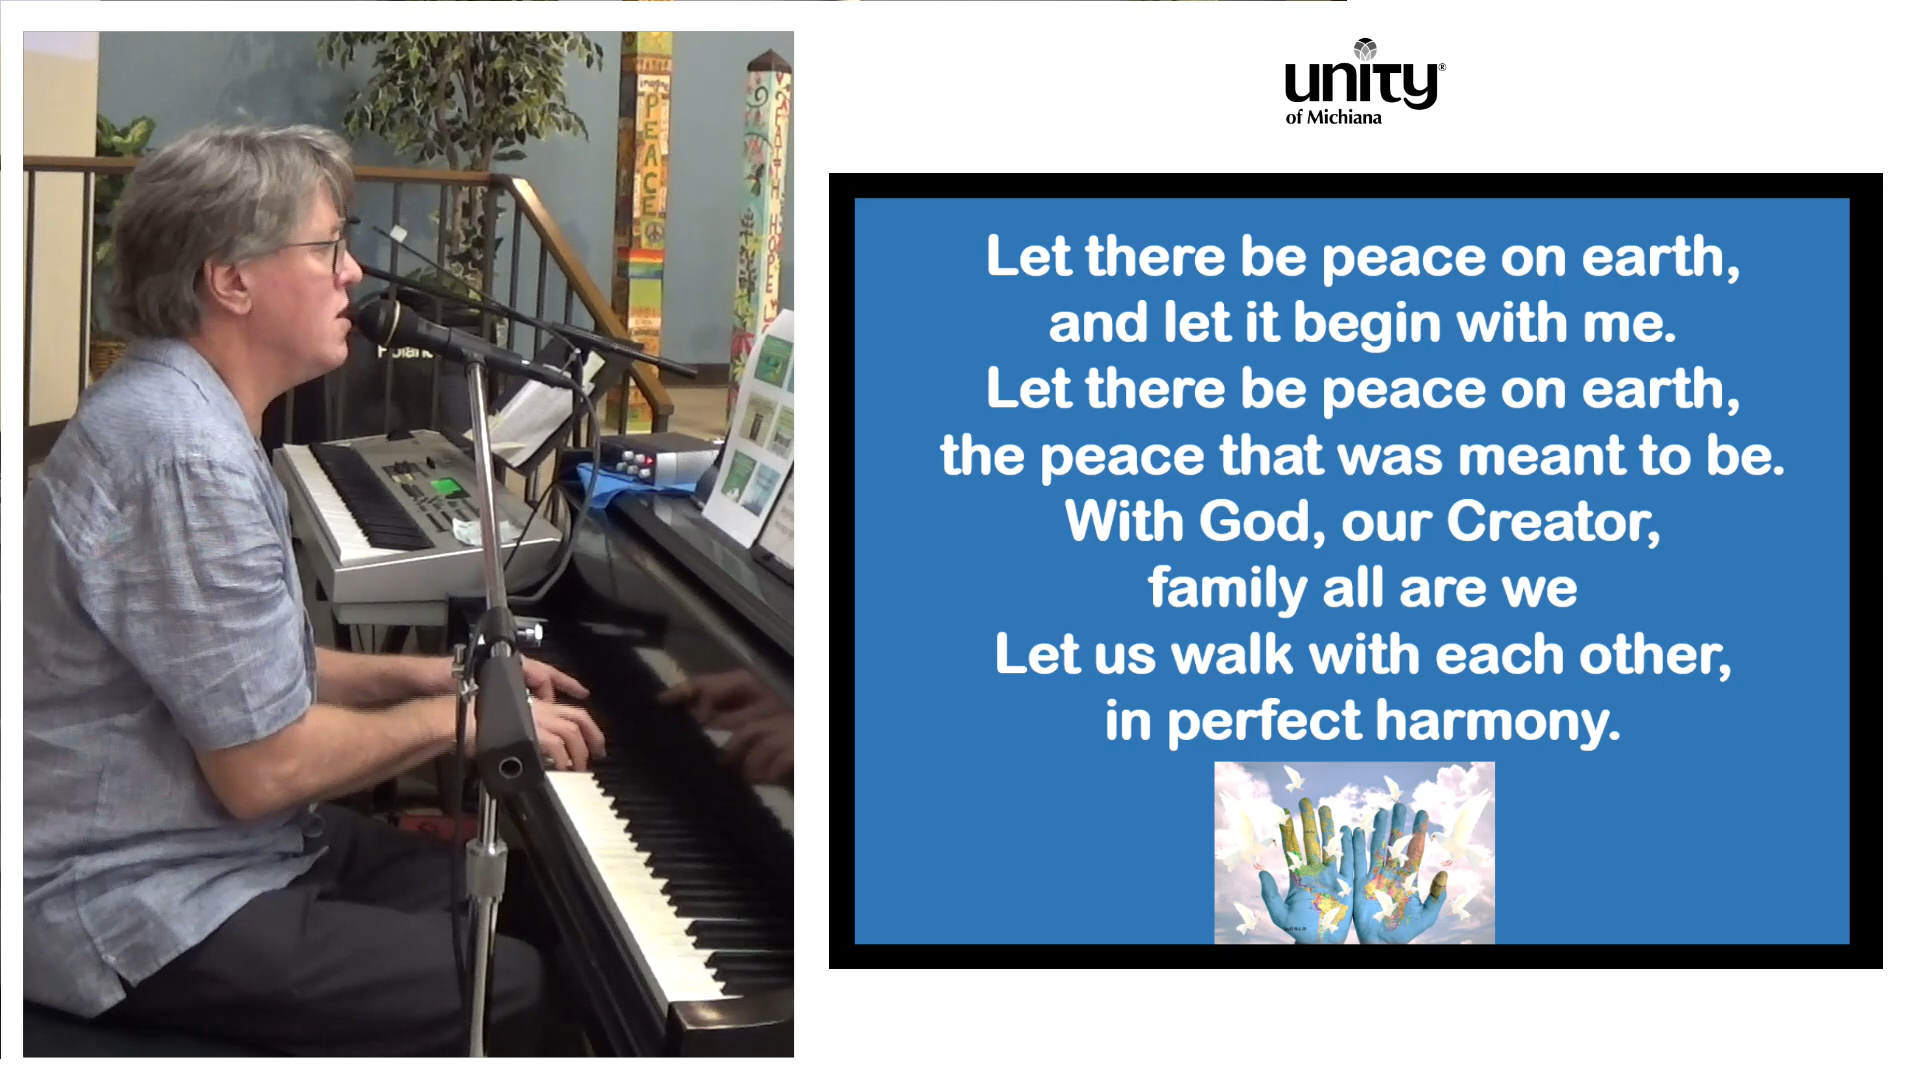 PEACE
FAITH HOPE L
Roland
unity®
of Michiana
Let there be peace on earth,
and let it begin with me.
Let there be peace on earth,
the peace that was meant to be.
With God, our Creator,
family all are we
Let us walk with each other,
in perfect harmony.